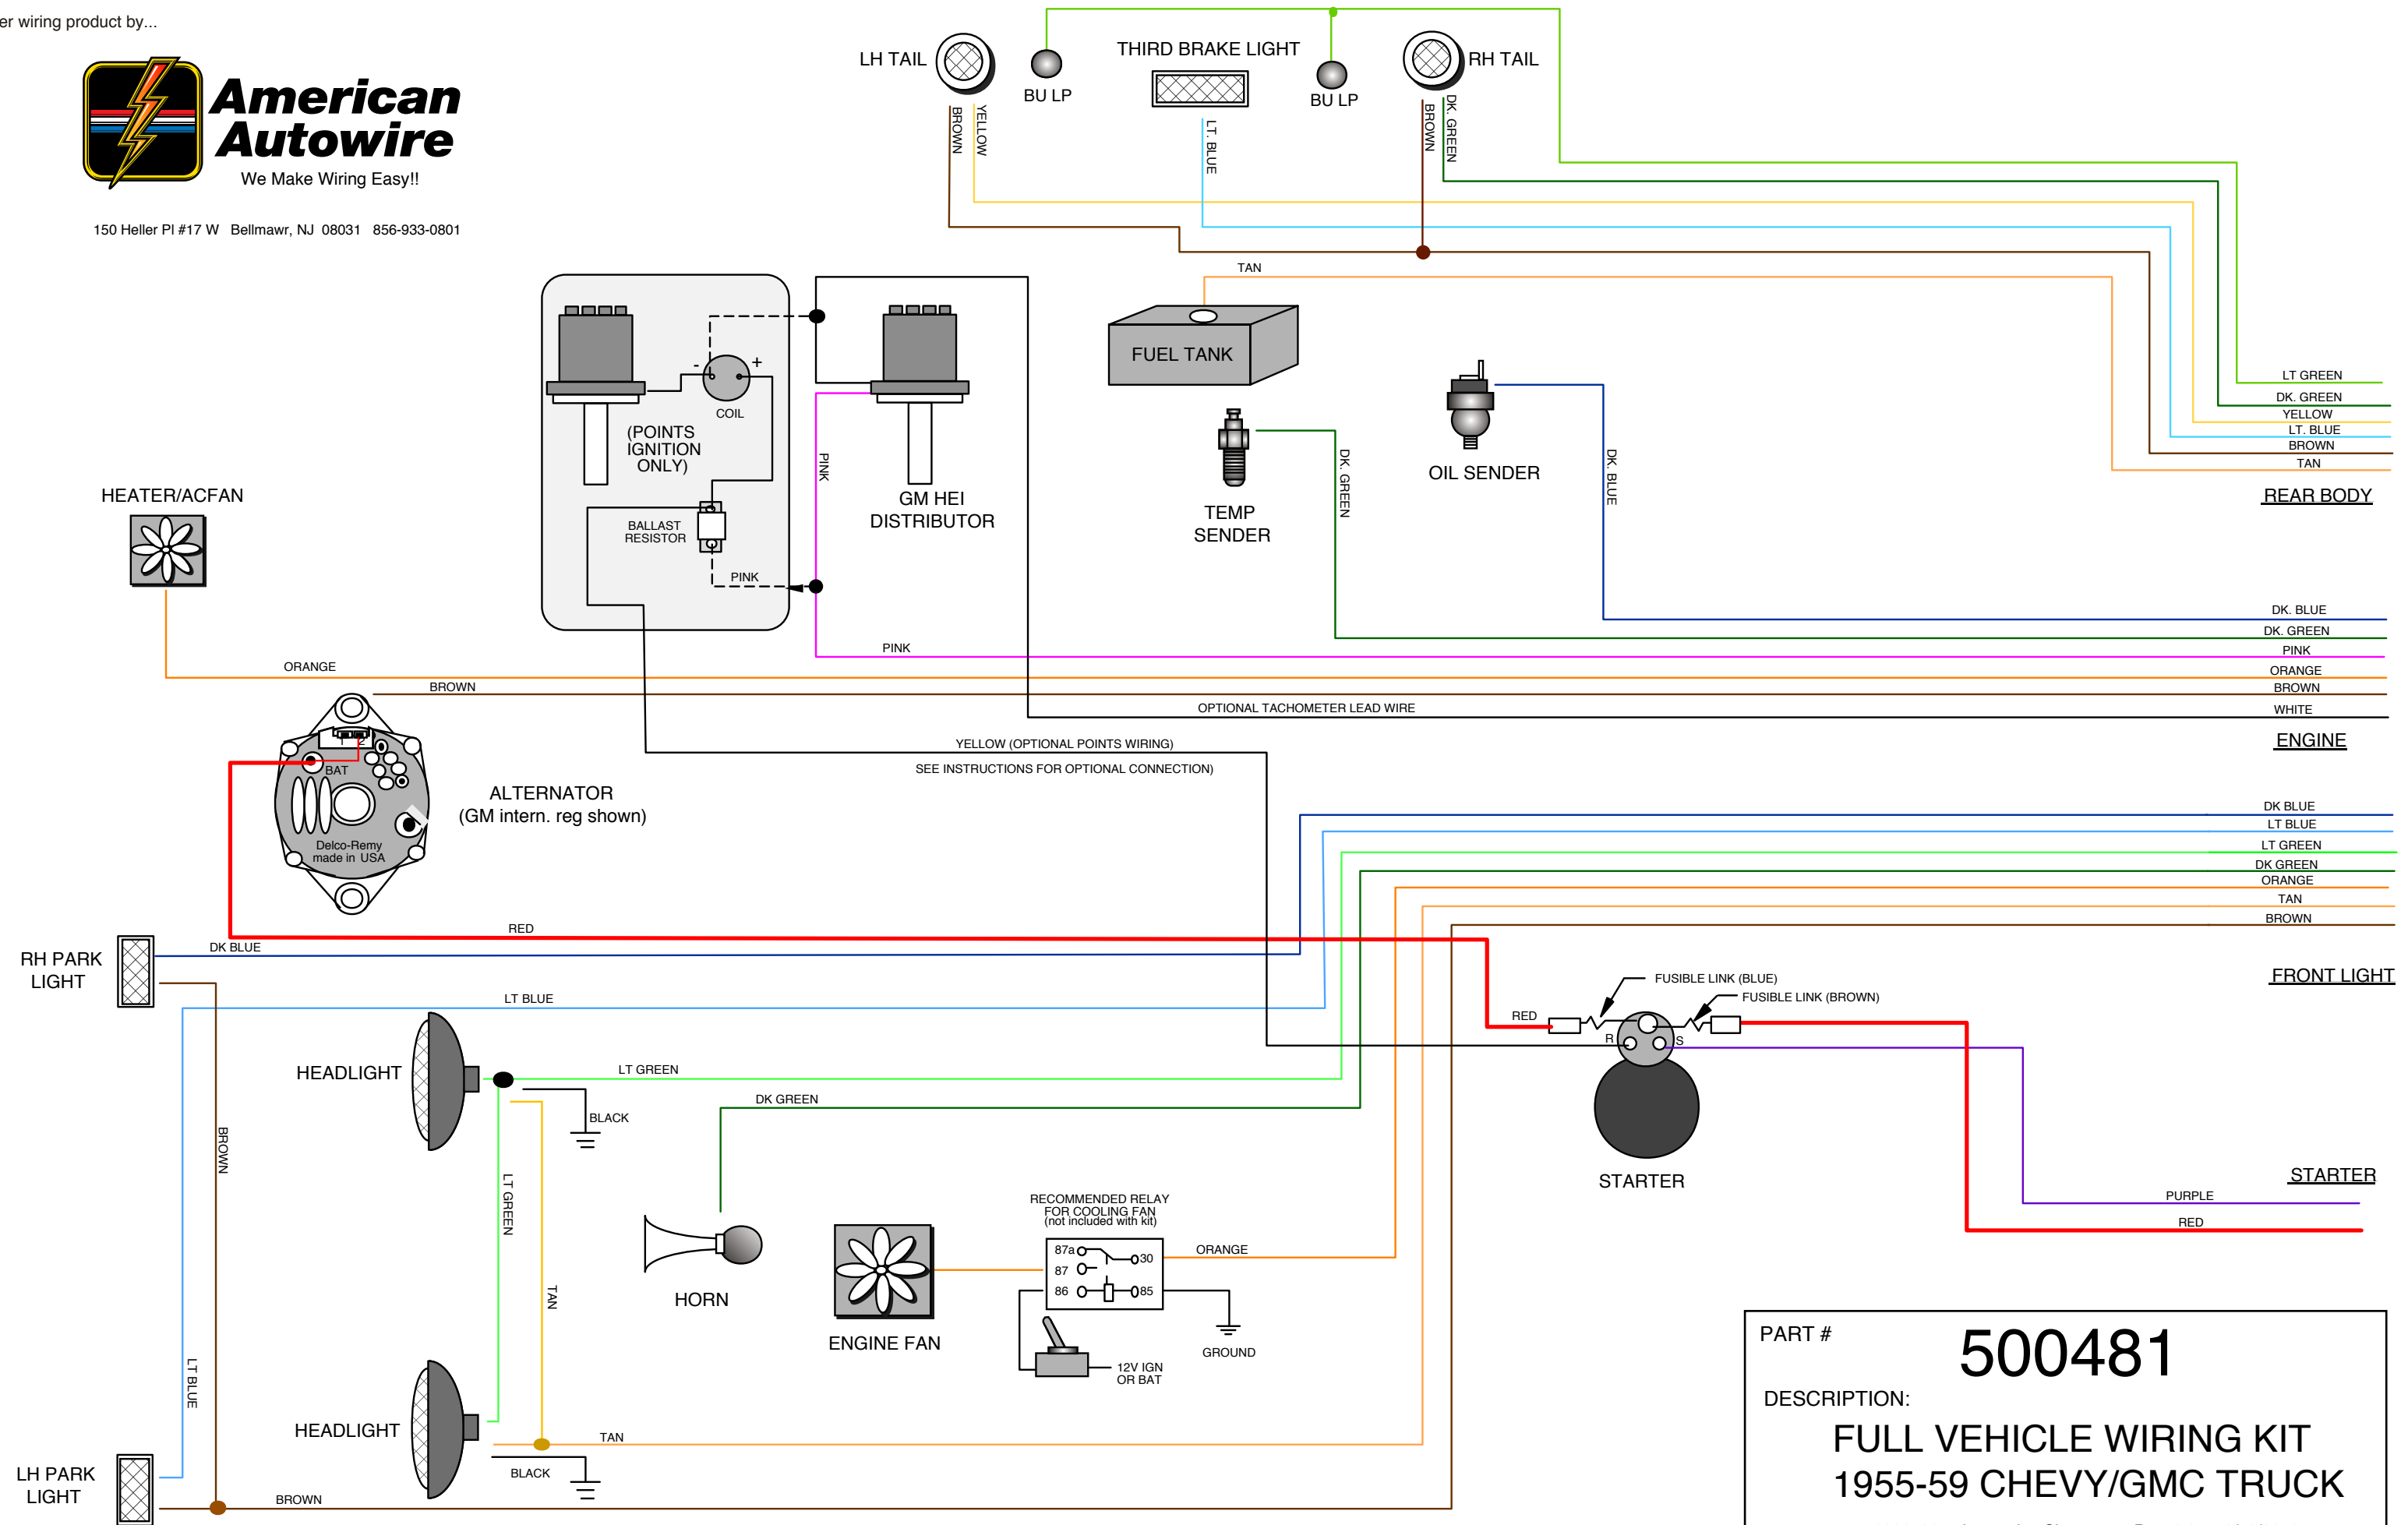 er wiring product by...
American
Autowire
We Make Wiring Easy!!
150 Heller Pl #17 W Bellmawr, NJ 08031 856-933-0801
LH TAIL
BU LP
THIRD BRAKE LIGHT
BU LP
RH TAIL
BROWN
YELLOW
LT. BLUE
BROWN
DK. GREEN
TAN
FUEL TANK
- +
COIL
(POINTS
IGNITION
ONLY)
BALLAST
RESISTOR
PINK
PINK
GM HEI
DISTRIBUTOR
TEMP
SENDER
DK. GREEN
OIL SENDER
DK. BLUE
LT GREEN
DK. GREEN
YELLOW
LT. BLUE
BROWN
TAN
REAR BODY
HEATER/ACFAN
ORANGE
BROWN
PINK
OPTIONAL TACHOMETER LEAD WIRE
YELLOW (OPTIONAL POINTS WIRING)
SEE INSTRUCTIONS FOR OPTIONAL CONNECTION)
DK. BLUE
DK. GREEN
PINK
ORANGE
BROWN
WHITE
ENGINE
1 2
BAT
Delco-Remy
made in USA
ALTERNATOR
(GM intern. reg shown)
DK BLUE
LT BLUE
LT GREEN
DK GREEN
ORANGE
TAN
BROWN
FRONT LIGHT
RED
RH PARK
LIGHT
DK BLUE
LT BLUE
BROWN
LT BLUE
HEADLIGHT
LT GREEN
BLACK
DK GREEN
LT GREEN
TAN
HORN
RED
FUSIBLE LINK (BLUE)
FUSIBLE LINK (BROWN)
R
S
STARTER
STARTER
PURPLE
RED
RECOMMENDED RELAY
FOR COOLING FAN
(not included with kit)
87a
30
87
86
85
ORANGE
ENGINE FAN
12V IGN
OR BAT
GROUND
HEADLIGHT
TAN
BLACK
LH PARK
LIGHT
BROWN
PART #
500481
DESCRIPTION:
FULL VEHICLE WIRING KIT
1955-59 CHEVY/GMC TRUCK